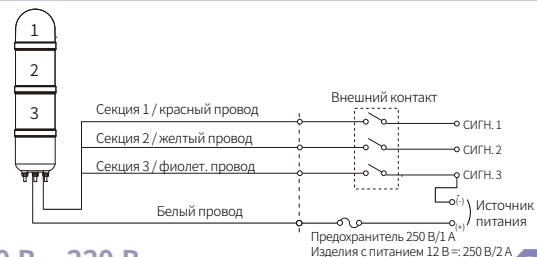 1
2
3
Внешний контакт
Секция 1 / красный провод
СИГН. 1
Секция 2 / желтый провод
СИГН. 2
Секция 3 / фиолет. провод
СИГН. 3
(-)
Источник
питания
(+)
Белый провод
Предохранитель 250 В/1 А
Изделия с питанием 12 В =: 250 В/2 А